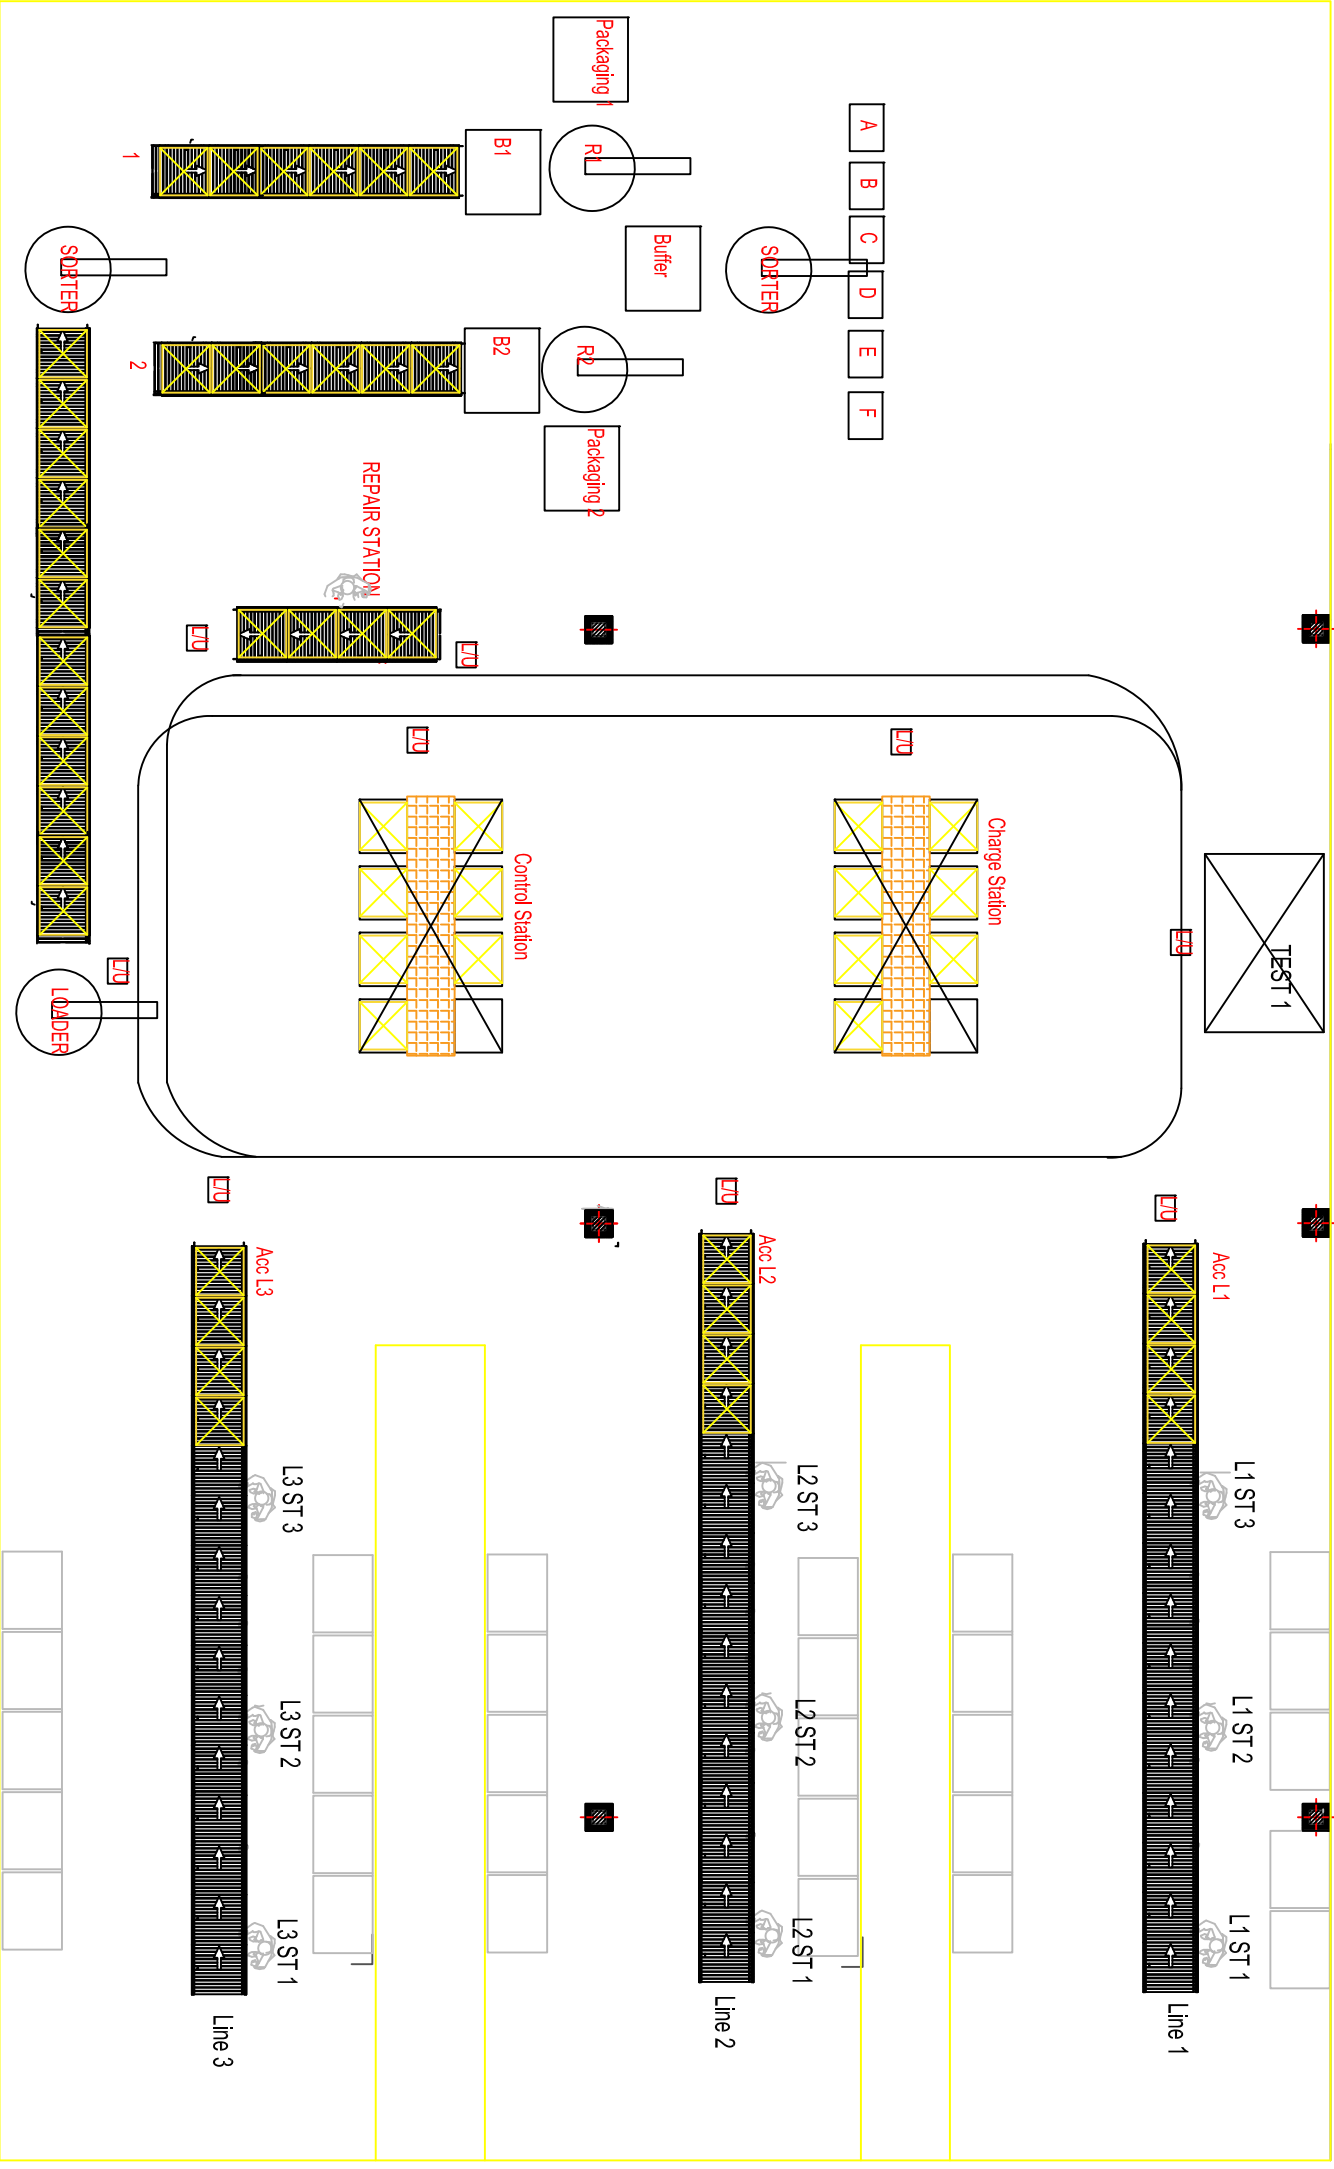 Packaging 1
A
B
C
D
E
F
B1
R1
1
SORTER
Buffer
SORTER
B2
R2
2
Packaging 2
REPAIR STATION
L/U
L/U
L/U
L/U
Control Station
Charge Station
L/U
TEST 1
L/U
LOADER
L/U
L/U
L/U
Acc L3
Acc L2
Acc L1
L3 ST 3
L2 ST 3
L1 ST 3
L3 ST 2
L2 ST 2
L1 ST 2
L3 ST 1
L2 ST 1
L1 ST 1
Line 3
Line 2
Line 1